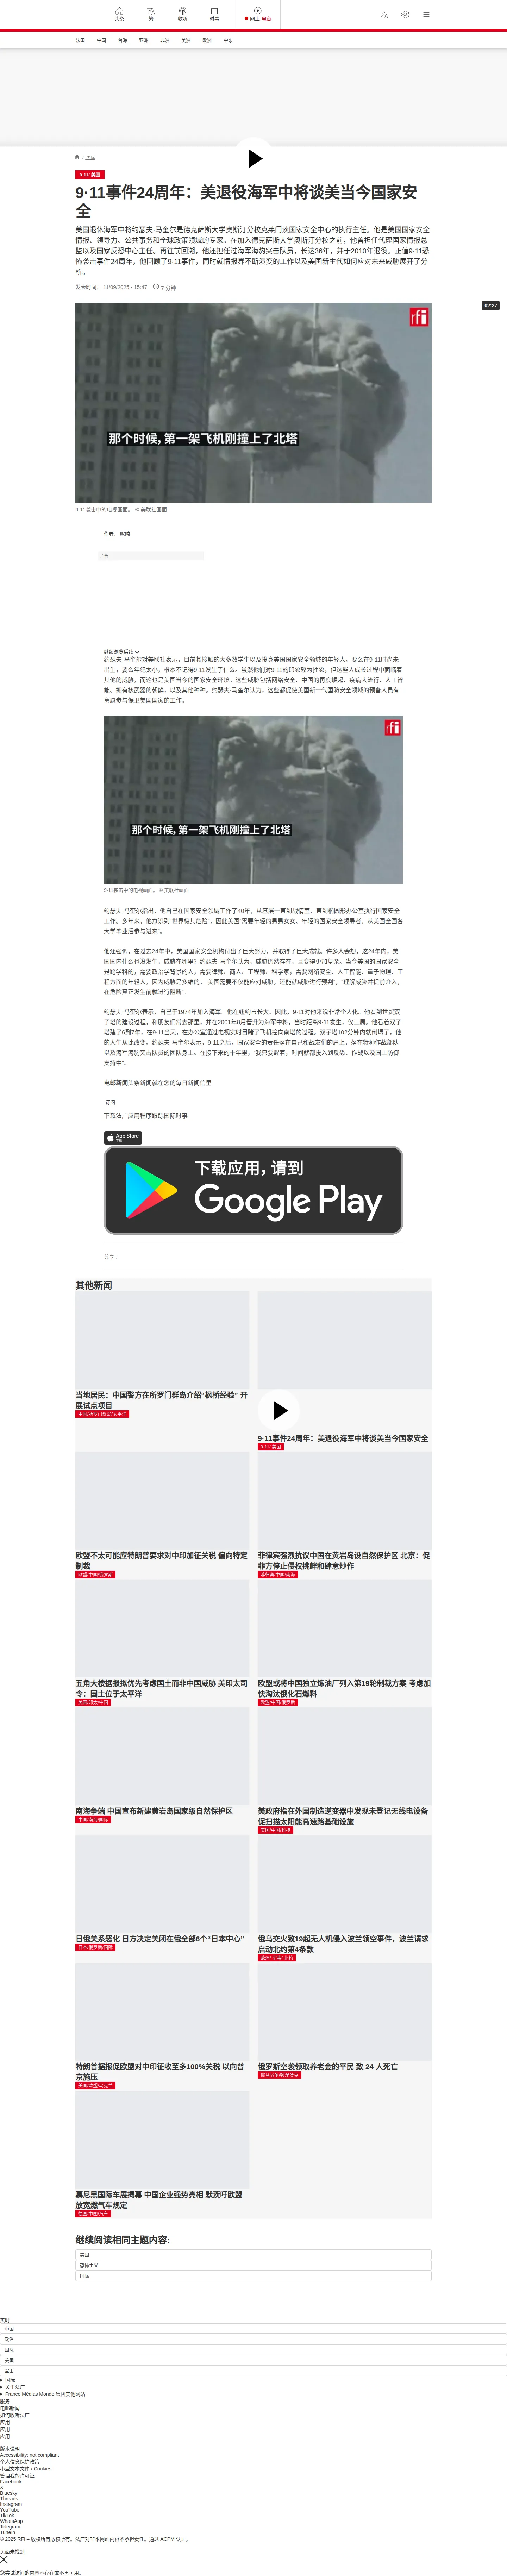 头条
繁
收听
时事
网上 电台
法国
中国
台海
亚洲
非洲
美洲
欧洲
中东
/ 国际
9·11/ 美国
9·11事件24周年：美退役海军中将谈美当今国家安
全
美国退休海军中将约瑟夫·马奎尔是德克萨斯大学奥斯汀分校克莱门茨国家安全中心的执行主任。他是美国国家安全
情报、领导力、公共事务和全球政策领域的专家。在加入德克萨斯大学奥斯汀分校之前，他曾担任代理国家情报总
监以及国家反恐中心主任。再往前回溯，他还担任过海军海豹突击队员，长达36年，并于2010年退役。正值9·11恐
怖袭击事件24周年，他回顾了9·11事件，同时就情报界不断演变的工作以及美国新生代如何应对未来威胁展开了分
析。
发表时间： 11/09/2025 - 15:47
7 分钟
02:27
rfi
那个时候，第一架飞机刚撞上了北塔
9·11袭击中的电视画面。 © 美联社画面
广告
继续浏览后续
约瑟夫·马奎尔对美联社表示，目前其接触的大多数学生以及投身美国国家安全领域的年轻人，要么在9·11时尚未
出生，要么年纪太小，根本不记得9·11发生了什么。虽然他们对9·11的印象较为抽象，但这些人成长过程中面临着
其他的威胁，而这也是美国当今的国家安全环境。这些威胁包括网络安全、中国的再度崛起、疫病大流行、人工智
能、拥有核武器的朝鲜，以及其他种种。约瑟夫·马奎尔认为，这些都促使美国新一代国防安全领域的预备人员有
意愿参与保卫美国国家的工作。
rfi
那个时候，第一架飞机刚撞上了北塔
9·11袭击中的电视画面。 © 美联社画面
约瑟夫·马奎尔指出，他自己在国家安全领域工作了40年，从基层一直到战情室、直到椭圆形办公室执行国家安全
工作。多年来，他意识到“世界极其危险”，因此美国“需要年轻的男男女女、年轻的国家安全领导者，从美国全国各
大学毕业后参与进来”。
他还强调，在过去24年中，美国国家安全机构付出了巨大努力，并取得了巨大成就。许多人会想，这24年内，美
国国内什么也没发生，威胁在哪里？约瑟夫·马奎尔认为，威胁仍然存在，且变得更加复杂。当今美国的国家安全
是跨学科的，需要政治学背景的人，需要律师、商人、工程师、科学家，需要网络安全、人工智能、量子物理、工
程方面的年轻人，因为威胁是多维的。“美国需要不仅能应对威胁，还能就威胁进行预判”，“理解威胁并提前介入，
在危险真正发生前就进行阻断”。
约瑟夫·马奎尔表示，自己于1974年加入海军。他在纽约市长大。因此，9·11对他来说非常个人化。他看到世贸双
子塔的建设过程，和朋友们常去那里，并在2001年8月晋升为海军中将，当时距离9·11发生，仅三周。他看着双子
塔建了6到7年，在9·11当天，在办公室通过电视实时目睹了飞机撞向南塔的过程。双子塔102分钟内就倒塌了，他
的人生从此改变。约瑟夫·马奎尔表示，9·11之后，国家安全的责任落在自己和战友们的肩上，落在特种作战部队
以及海军海豹突击队员的团队身上。在接下来的十年里，“我只要醒着，时间就都投入到反恐、作战以及国土防御
支持中”。
电邮新闻头条新闻就在您的每日新闻信里
订阅
下载法广应用程序跟踪国际时事
App Store
下载应用，请到
Google Play
分享 :
其他新闻
当地居民：中国警方在所罗门群岛介绍“枫桥经验” 开
展试点项目
中国/所罗门群岛/太平洋
9·11事件24周年：美退役海军中将谈美当今国家安全
9·11/ 美国
欧盟不太可能应特朗普要求对中印加征关税 偏向特定
制裁
欧盟/中国/俄罗斯
菲律宾强烈抗议中国在黄岩岛设自然保护区 北京：促
菲方停止侵权挑衅和肆意炒作
菲律宾/中国/南海
五角大楼据报拟优先考虑国土而非中国威胁 美印太司
令：国土位于太平洋
美国/印太/中国
欧盟或将中国独立炼油厂列入第19轮制裁方案 考虑加
快淘汰俄化石燃料
欧盟/中国/俄罗斯
南海争端 中国宣布新建黄岩岛国家级自然保护区
中国/南海/国际
美政府指在外国制造逆变器中发现未登记无线电设备
促扫描太阳能高速路基础设施
美国/中国/科技
日俄关系恶化 日方决定关闭在俄全部6个“日本中心”
日本/俄罗斯/国际
俄乌交火致19起无人机侵入波兰领空事件，波兰请求
启动北约第4条款
欧洲/ 军事/ 北约
特朗普据报促欧盟对中印征收至多100%关税 以向普
京施压
美国/欧盟/乌克兰
俄罗斯空袭领取养老金的平民 致 24 人死亡
慕尼黑国际车展揭幕 中国企业强势亮相 默茨吁欧盟
放宽燃气车规定
德国/中国/汽车
继续阅读相同主题内容:
美国
恐怖主义
国际
实时
中国
政治
国际
美国
军事
国际
关于法广
France Médias Monde 集团其他网站
服务
电邮新闻
如何收听法广
应用
应用
应用
版本说明
Accessibility: not compliant
个人信息保护政策
小型文本文件 / Cookies
管理我的许可证
Facebook
X
Bluesky
Threads
Instagram
YouTube
TikTok
WhatsApp
Telegram
TuneIn
© 2025 RFI – 版权所有版权所有。法广对非本网站内容不承担责任。通过 ACPM 认证。
页面未找到
您尝试访问的内容不存在或不再可用。